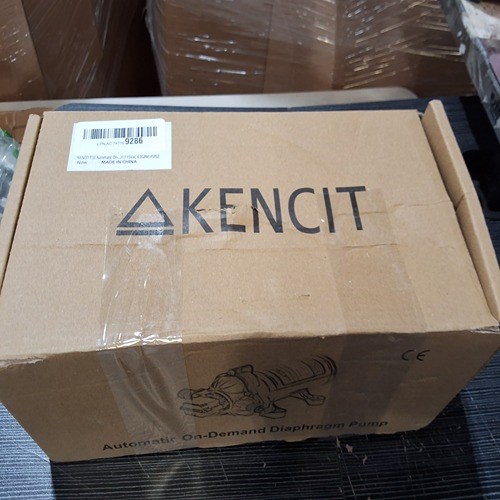 9286
MADE IN CHINA
KENCIT
CE
Automatic On-Demand Diaphragm Pump